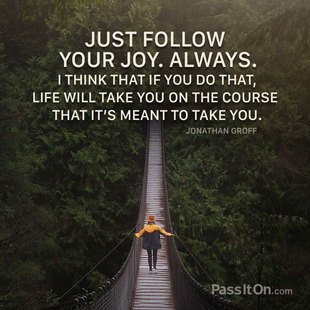 JUST FOLLOW
YOUR JOY. ALWAYS.
I THINK THAT IF YOU DO THAT,
LIFE WILL TAKE YOU ON THE COURSE
THAT IT'S MEANT TO TAKE YOU.
JONATHAN GROFF
PassItOn.com